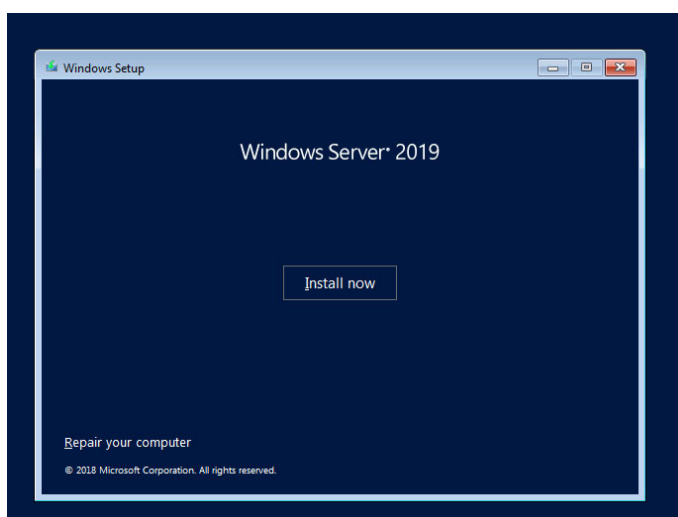 Windows Setup
Windows Server® 2019
Install now
Repair your computer
© 2018 Microsoft Corporation. All rights reserved.